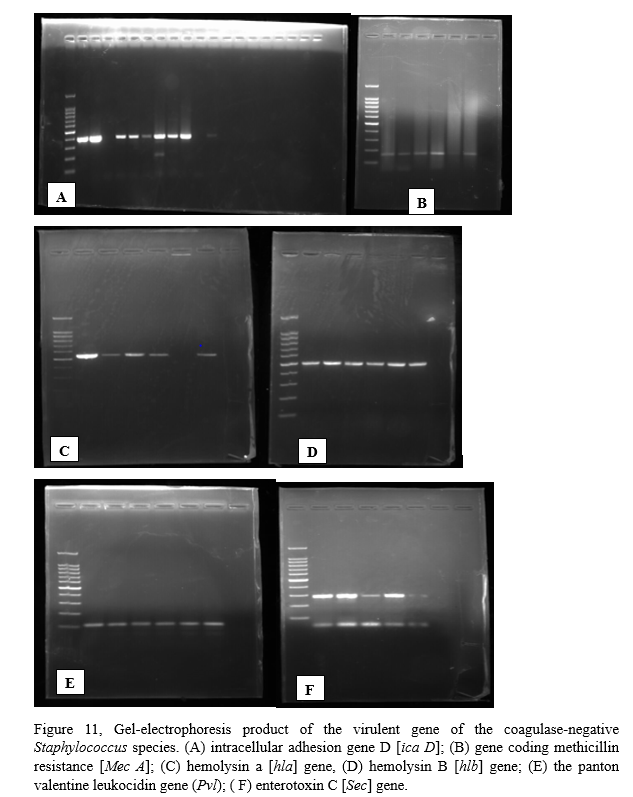 A
B
C
D
E
F
Figure 11, Gel-electrophoresis product of the virulent gene of the coagulase-negative
Staphylococcus species. (A) intracellular adhesion gene D [ica D]; (B) gene coding methicillin
resistance [Mec A]; (C) hemolysin a [hla] gene, (D) hemolysin B [hlb] gene; (E) the panton
valentine leukocidin gene (Pvl); ( F) enterotoxin C [Sec] gene.